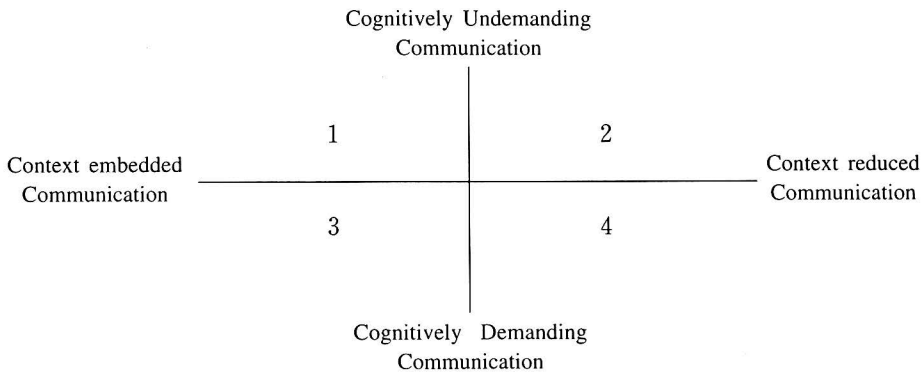 Cognitively Undemanding
Communication
1
2
Context embedded
Communication
Context reduced
Communication
3
4
Cognitively Demanding
Communication